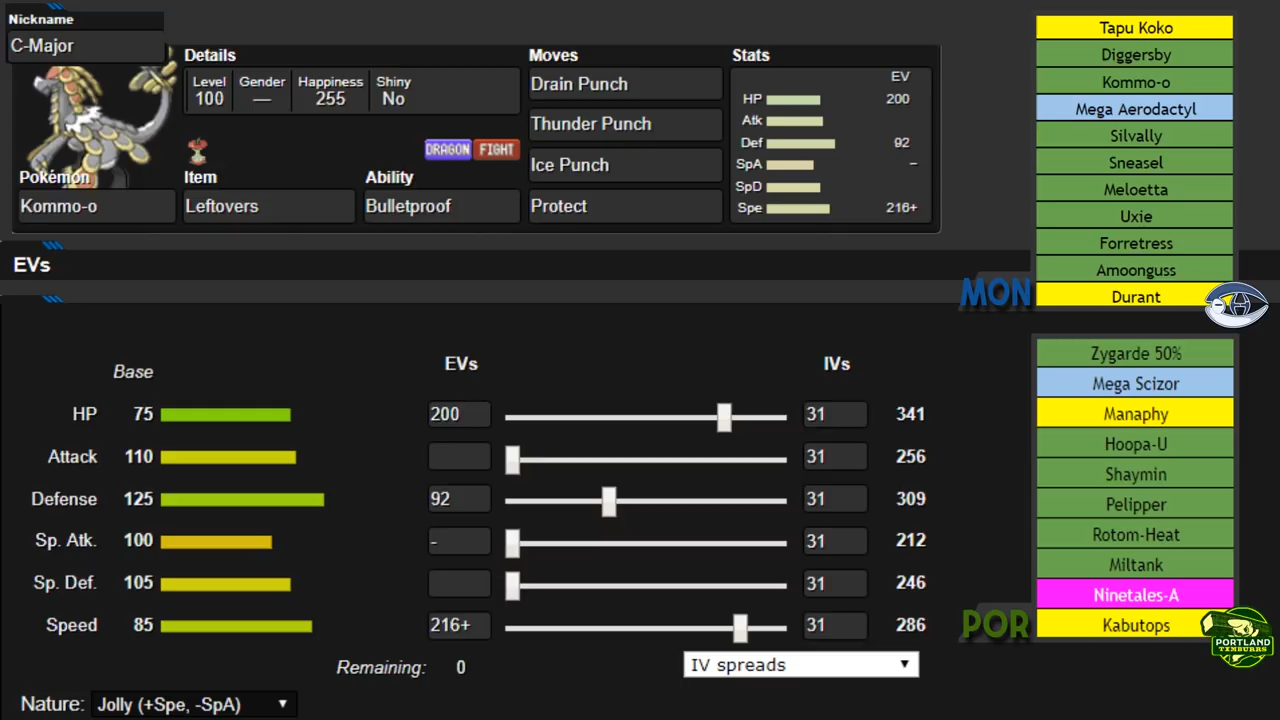 Nickname
C-Major
Details
Level Gender Happiness Shiny
100 — 255 No
DRAGON FIGHT
Pokémon Item Ability
Kommo-o Leftovers Bulletproof
Moves
Drain Punch
Thunder Punch
Ice Punch
Protect
Stats
EV
HP 200
Atk
Def 92
SpA –
SpD
Spe 216+
EVs
Base EVs IVs
HP 75 200 31 341
Attack 110 31 256
Defense 125 92 31 309
Sp. Atk. 100 - 31 212
Sp. Def. 105 31 246
Speed 85 216+ 31 286
Remaining: 0
IV spreads
Nature: Jolly (+Spe, -SpA)
Tapu Koko
Diggersby
Kommo-o
Mega Aerodactyl
Silvally
Sneasel
Meloetta
Uxie
Forretress
Amoonguss
Durant
MON
Zygarde 50%
Mega Scizor
Manaphy
Hoopa-U
Shaymin
Pelipper
Rotom-Heat
Miltank
Ninetales-A
Kabutops
POR
PORTLAND
TIMBURRS